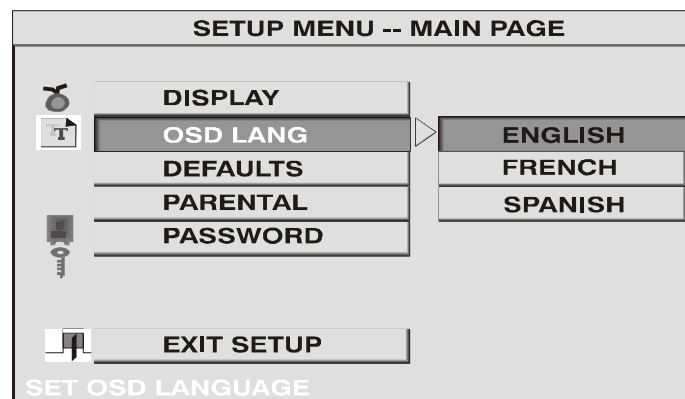 SETUP MENU -- MAIN PAGE
DISPLAY
OSD LANG
ENGLISH
DEFAULTS
FRENCH
PARENTAL
SPANISH
PASSWORD
EXIT SETUP
SET OSD LANGUAGE